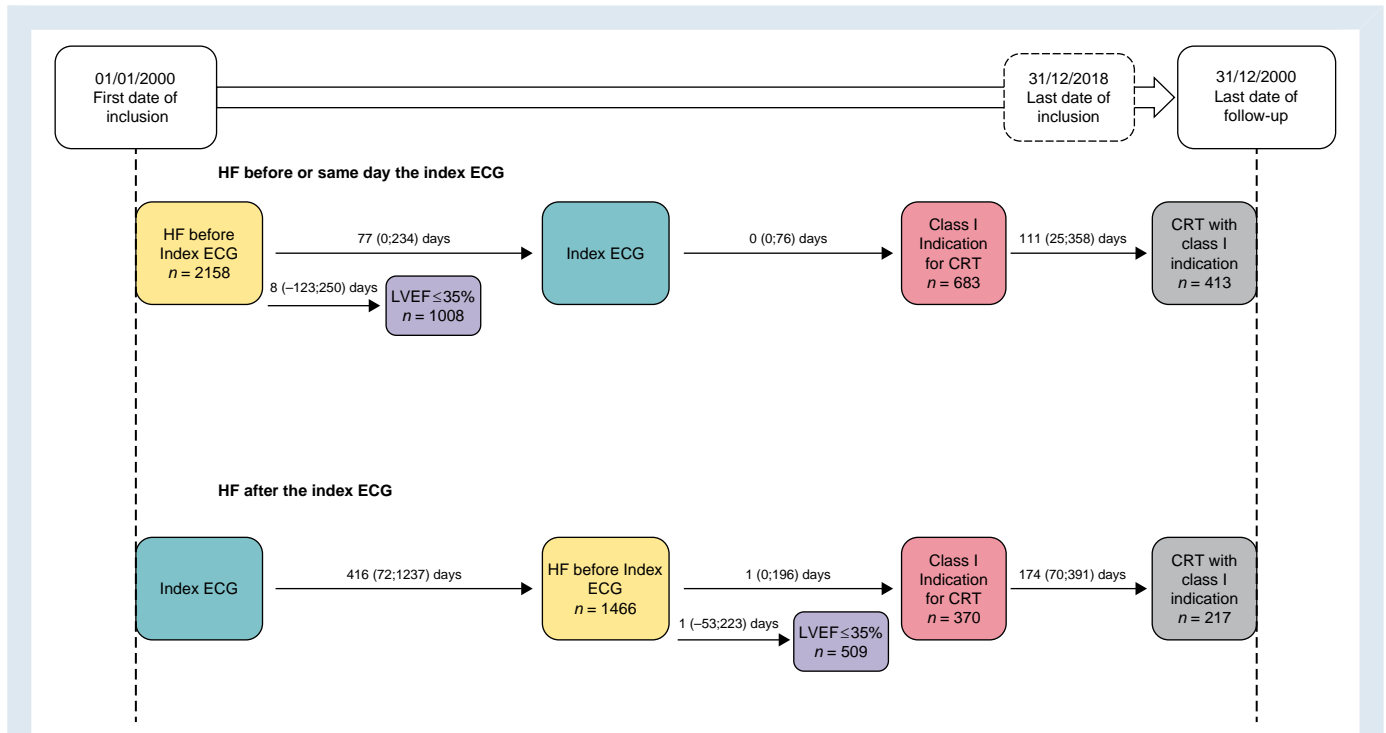 01/01/2000
First date of
inclusion
31/12/2018
Last date of
inclusion
31/12/2000
Last date of
follow-up
HF before or same day the index ECG
HF before
Index ECG
n = 2158
77 (0;234) days
8 (–123;250) days
LVEF≤35%
n = 1008
Index ECG
0 (0;76) days
Class I
Indication
for CRT
n = 683
111 (25;358) days
CRT with
class I
indication
n = 413
HF after the index ECG
Index ECG
416 (72;1237) days
HF before Index
ECG
n = 1466
1 (0;196) days
1 (–53;223) days
LVEF≤35%
n = 509
Class I
Indication
for CRT
n = 370
174 (70;391) days
CRT with
class I
indication
n = 217